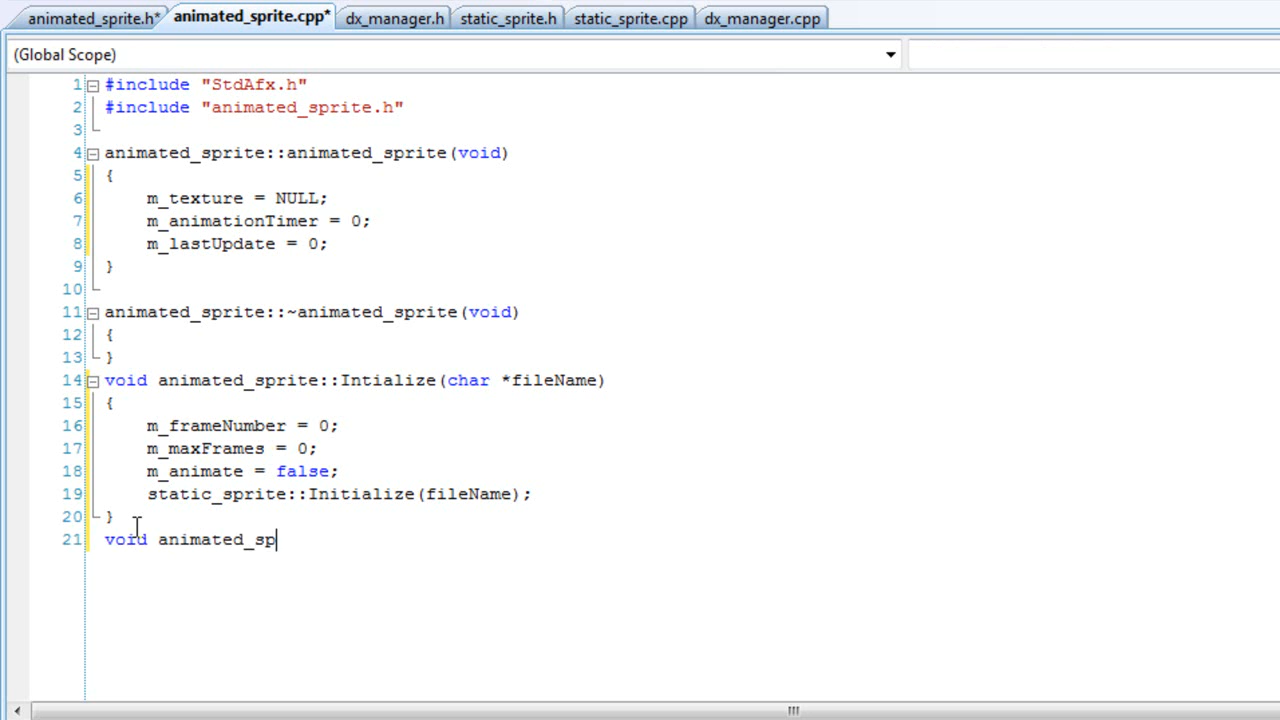 animated_sprite.h* animated_sprite.cpp* dx_manager.h static_sprite.h static_sprite.cpp dx_manager.cpp
(Global Scope)
1 #include "StdAfx.h"
2 #include "animated_sprite.h"
3
4 animated_sprite::animated_sprite(void)
5 {
6 m_texture = NULL;
7 m_animationTimer = 0;
8 m_lastUpdate = 0;
9 }
10
11 animated_sprite::~animated_sprite(void)
12 {
13 }
14 void animated_sprite::Intialize(char *fileName)
15 {
16 m_frameNumber = 0;
17 m_maxFrames = 0;
18 m_animate = false;
19 static_sprite::Initialize(fileName);
20 }
21 void animated_sp